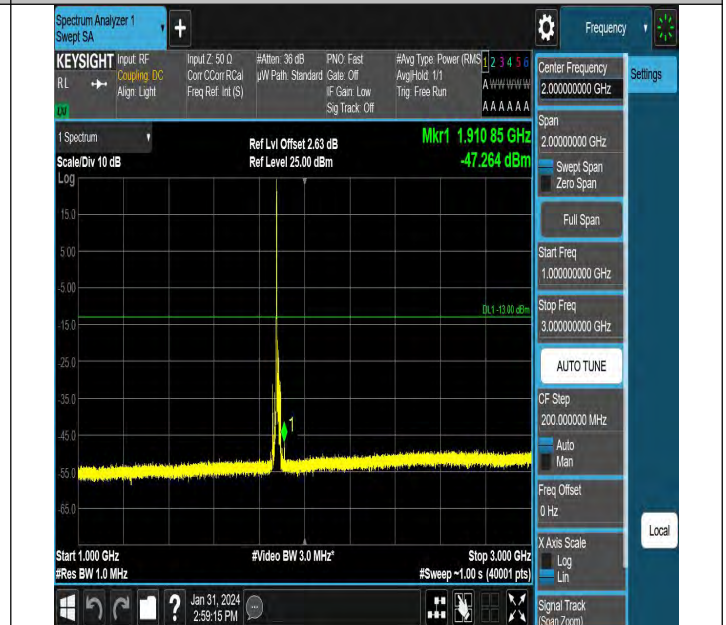 Spectrum Analyzer 1
Swept SA
+
Frequency
KEYSIGHT
RL
Input: RF
Coupling: DC
Align: Light
Input Z: 50 Ω
Corr CCorr RCal
Freq Ref: Int (S)
#Atten: 36 dB
µW Path: Standard
PNO: Fast
Gate: Off
IF Gain: Low
Sig Track: Off
#Avg Type: Power (RMS
Avg|Hold: 1/1
Trig: Free Run
1 2 3 4 5 6
A W W W W W
A A A A A A
1 Spectrum
Scale/Div 10 dB
Log
Ref Lvl Offset 2.63 dB
Ref Level 25.00 dBm
Mkr1 1.910 85 GHz
-47.264 dBm
15.0
5.00
-5.00
-15.0
-25.0
-35.0
-45.0
-55.0
-65.0
DL1 -13.00 dBm
1
Start 1.000 GHz
#Res BW 1.0 MHz
#Video BW 3.0 MHz*
Stop 3.000 GHz
#Sweep ~1.00 s (40001 pts)
?
Jan 31, 2024
2:59:15 PM
Center Frequency
2.000000000 GHz
Settings
Span
2.00000000 GHz
Swept Span
Zero Span
Full Span
Start Freq
1.000000000 GHz
Stop Freq
3.000000000 GHz
AUTO TUNE
CF Step
200.000000 MHz
Auto
Man
Freq Offset
0 Hz
Local
X Axis Scale
Log
Lin
Signal Track
(Span Zoom)